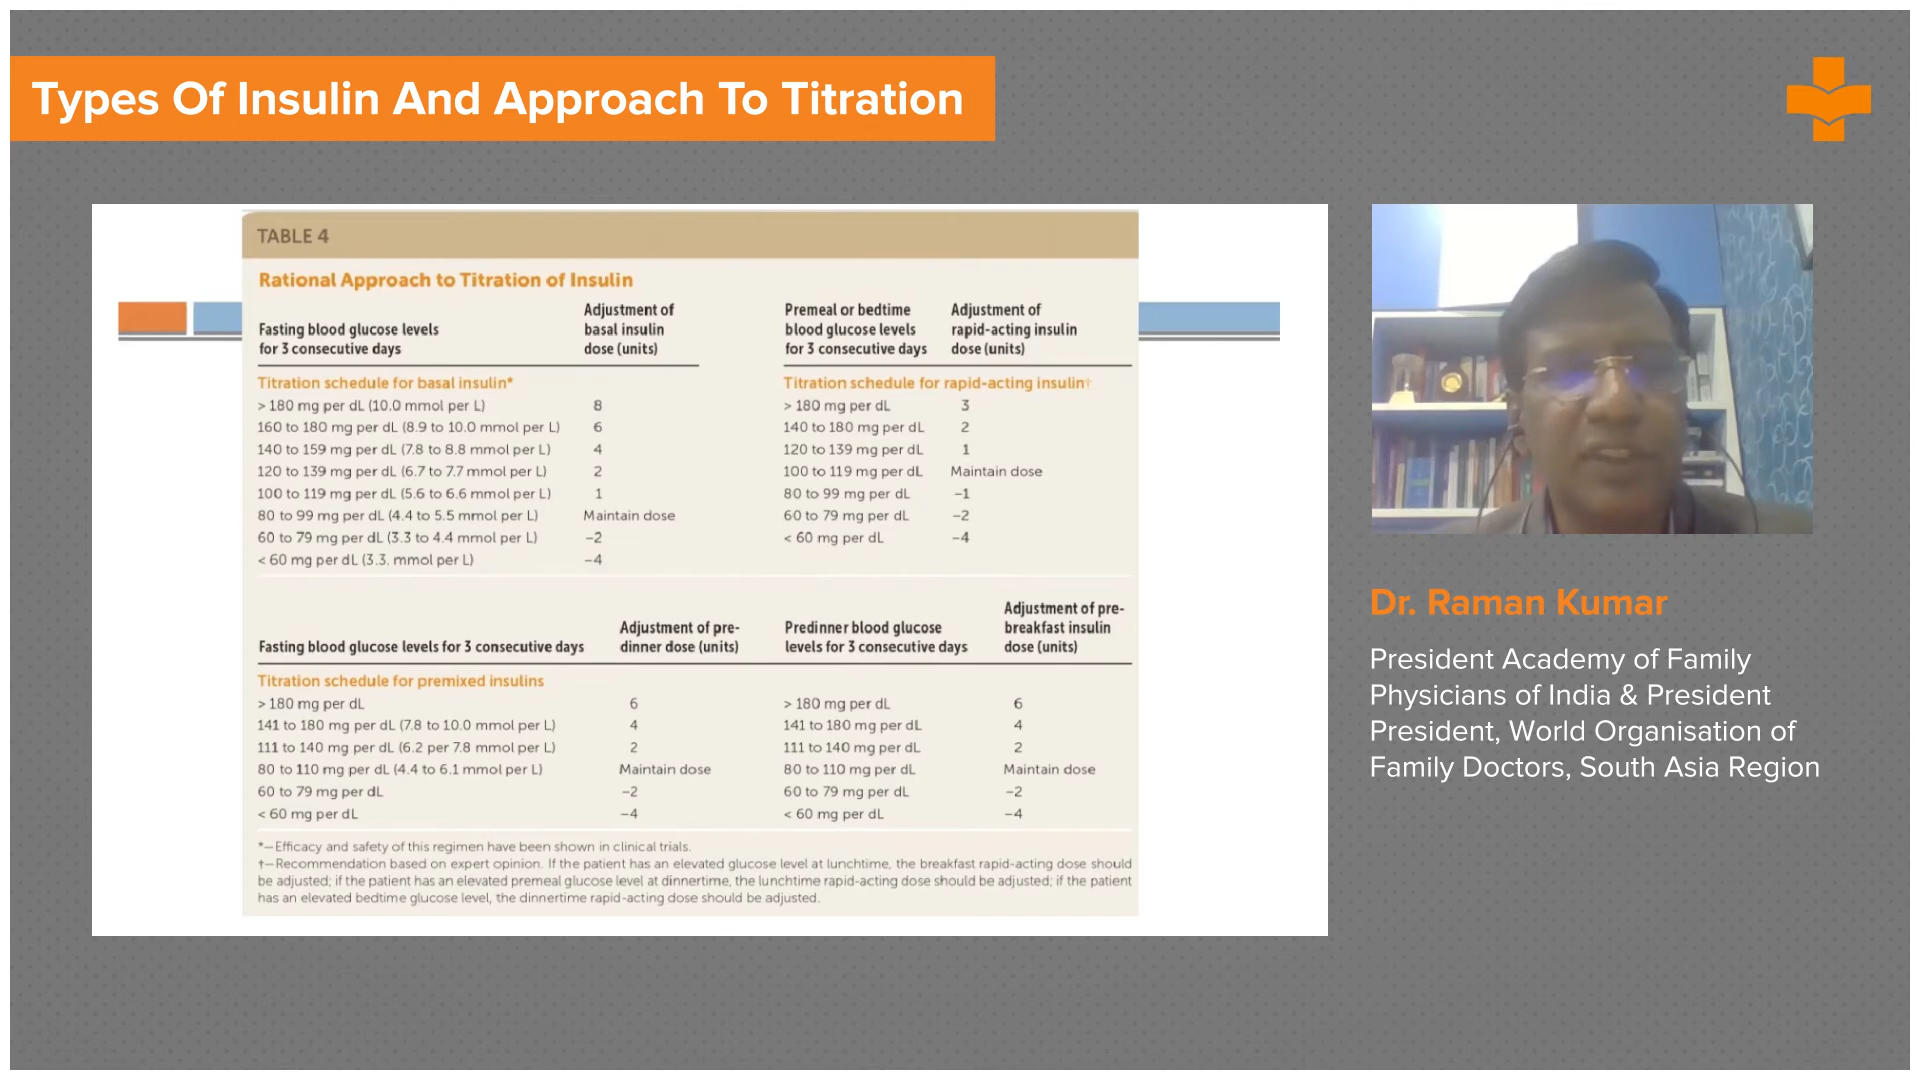 Types Of Insulin And Approach To Titration
TABLE 4
Rational Approach to Titration of Insulin
Fasting blood glucose levels
for 3 consecutive days
Adjustment of
basal insulin
dose (units)
Titration schedule for basal insulin*
> 180 mg per dL (10.0 mmol per L) 8
160 to 180 mg per dL (8.9 to 10.0 mmol per L) 6
140 to 159 mg per dL (7.8 to 8.8 mmol per L) 4
120 to 139 mg per dL (6.7 to 7.7 mmol per L) 2
100 to 119 mg per dL (5.6 to 6.6 mmol per L) 1
80 to 99 mg per dL (4.4 to 5.5 mmol per L) Maintain dose
60 to 79 mg per dL (3.3 to 4.4 mmol per L) –2
< 60 mg per dL (3.3. mmol per L) –4
Premeal or bedtime
blood glucose levels
for 3 consecutive days
Adjustment of
rapid-acting insulin
dose (units)
Titration schedule for rapid-acting insulin†
> 180 mg per dL 3
140 to 180 mg per dL 2
120 to 139 mg per dL 1
100 to 119 mg per dL Maintain dose
80 to 99 mg per dL –1
60 to 79 mg per dL –2
< 60 mg per dL –4
Fasting blood glucose levels for 3 consecutive days
Adjustment of pre-
dinner dose (units)
Titration schedule for premixed insulins
> 180 mg per dL 6
141 to 180 mg per dL (7.8 to 10.0 mmol per L) 4
111 to 140 mg per dL (6.2 per 7.8 mmol per L) 2
80 to 110 mg per dL (4.4 to 6.1 mmol per L) Maintain dose
60 to 79 mg per dL –2
< 60 mg per dL –4
Predinner blood glucose
levels for 3 consecutive days
Adjustment of pre-
breakfast insulin
dose (units)
> 180 mg per dL 6
141 to 180 mg per dL 4
111 to 140 mg per dL 2
80 to 110 mg per dL Maintain dose
60 to 79 mg per dL –2
< 60 mg per dL –4
*—Efficacy and safety of this regimen have been shown in clinical trials.
†—Recommendation based on expert opinion. If the patient has an elevated glucose level at lunchtime, the breakfast rapid-acting dose should
be adjusted; if the patient has an elevated premeal glucose level at dinnertime, the lunchtime rapid-acting dose should be adjusted; if the patient
has an elevated bedtime glucose level, the dinnertime rapid-acting dose should be adjusted.
Dr. Raman Kumar
President Academy of Family
Physicians of India & President
President, World Organisation of
Family Doctors, South Asia Region